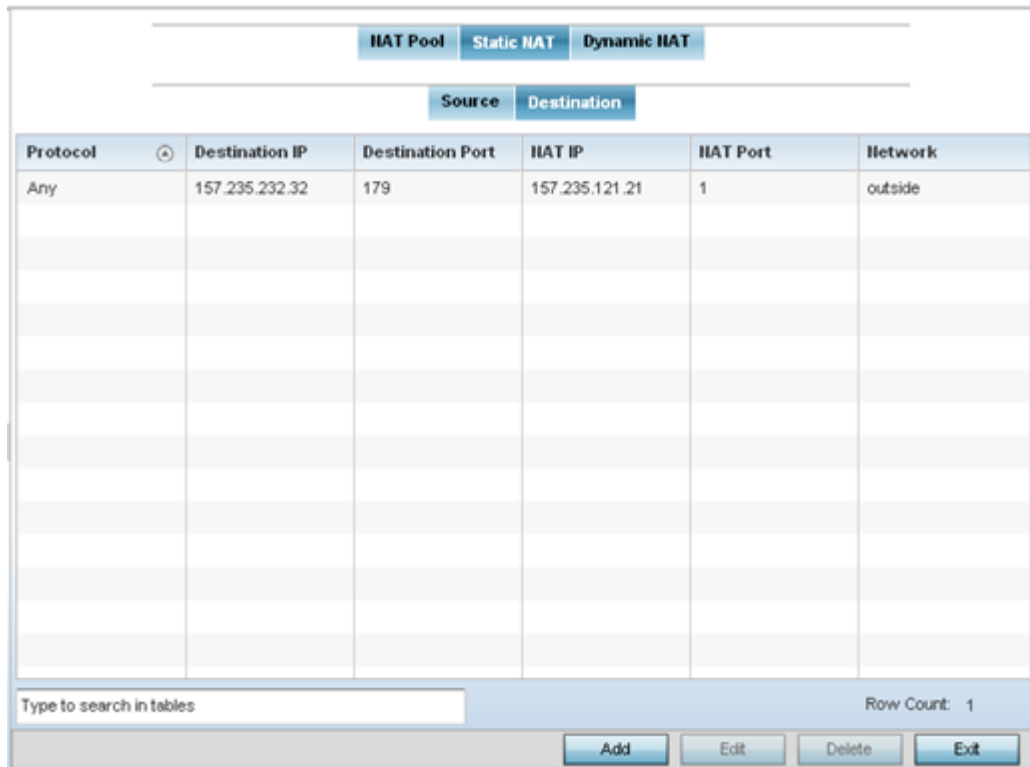 NAT Pool Static NAT Dynamic NAT
Source Destination
Protocol Destination IP Destination Port NAT IP NAT Port Network
Any 157.235.232.32 179 157.235.121.21 1 outside
Type to search in tables Row Count: 1
Add Edit Delete Exit